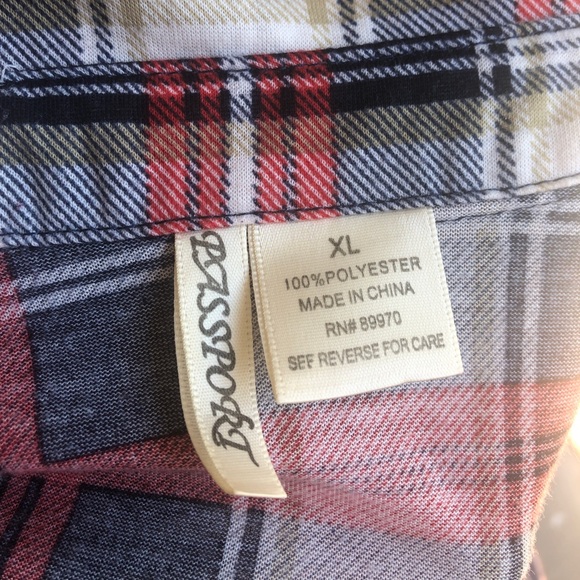 PASSPORT
XL
100%POLYESTER
MADE IN CHINA
RN# 89970
SEF REVERSE FOR CARE